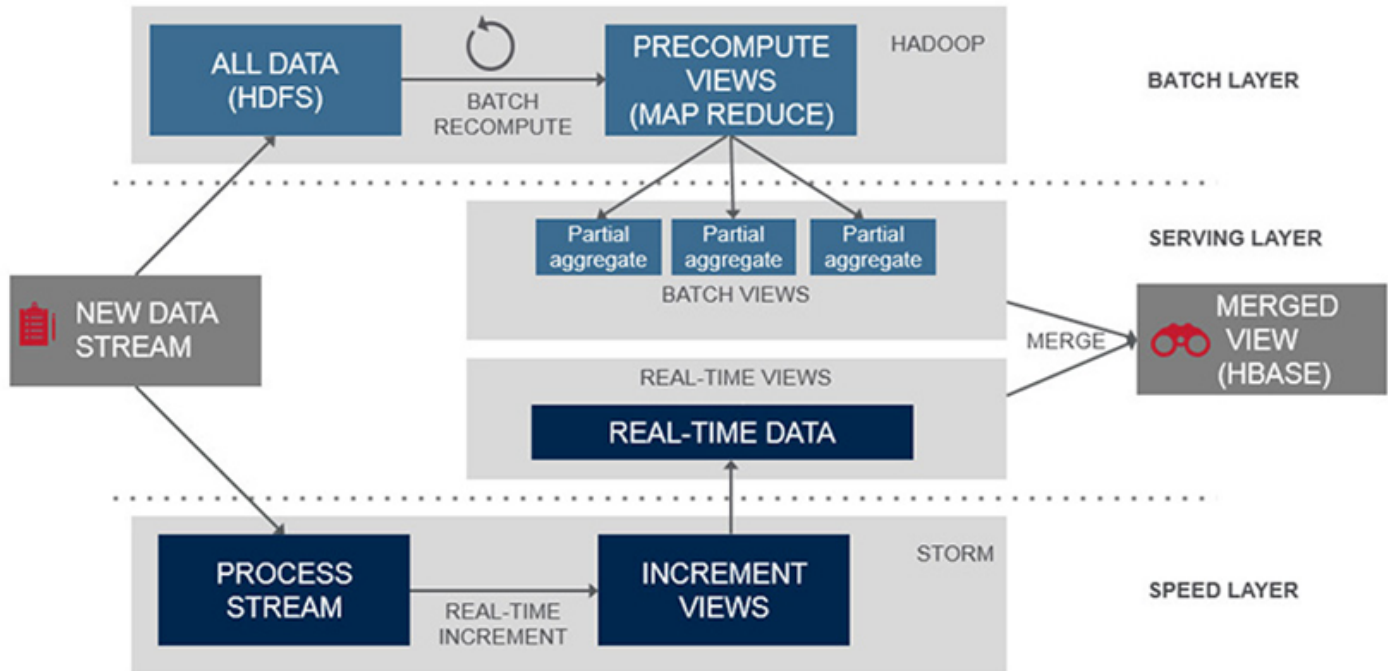 ALL DATA
(HDFS)
BATCH
RECOMPUTE
PRECOMPUTE
VIEWS
(MAP REDUCE)
HADOOP
BATCH LAYER
Partial
aggregate
Partial
aggregate
Partial
aggregate
BATCH VIEWS
SERVING LAYER
NEW DATA
STREAM
MERGE
MERGED
VIEW
(HBASE)
REAL-TIME VIEWS
REAL-TIME DATA
PROCESS
STREAM
REAL-TIME
INCREMENT
INCREMENT
VIEWS
STORM
SPEED LAYER